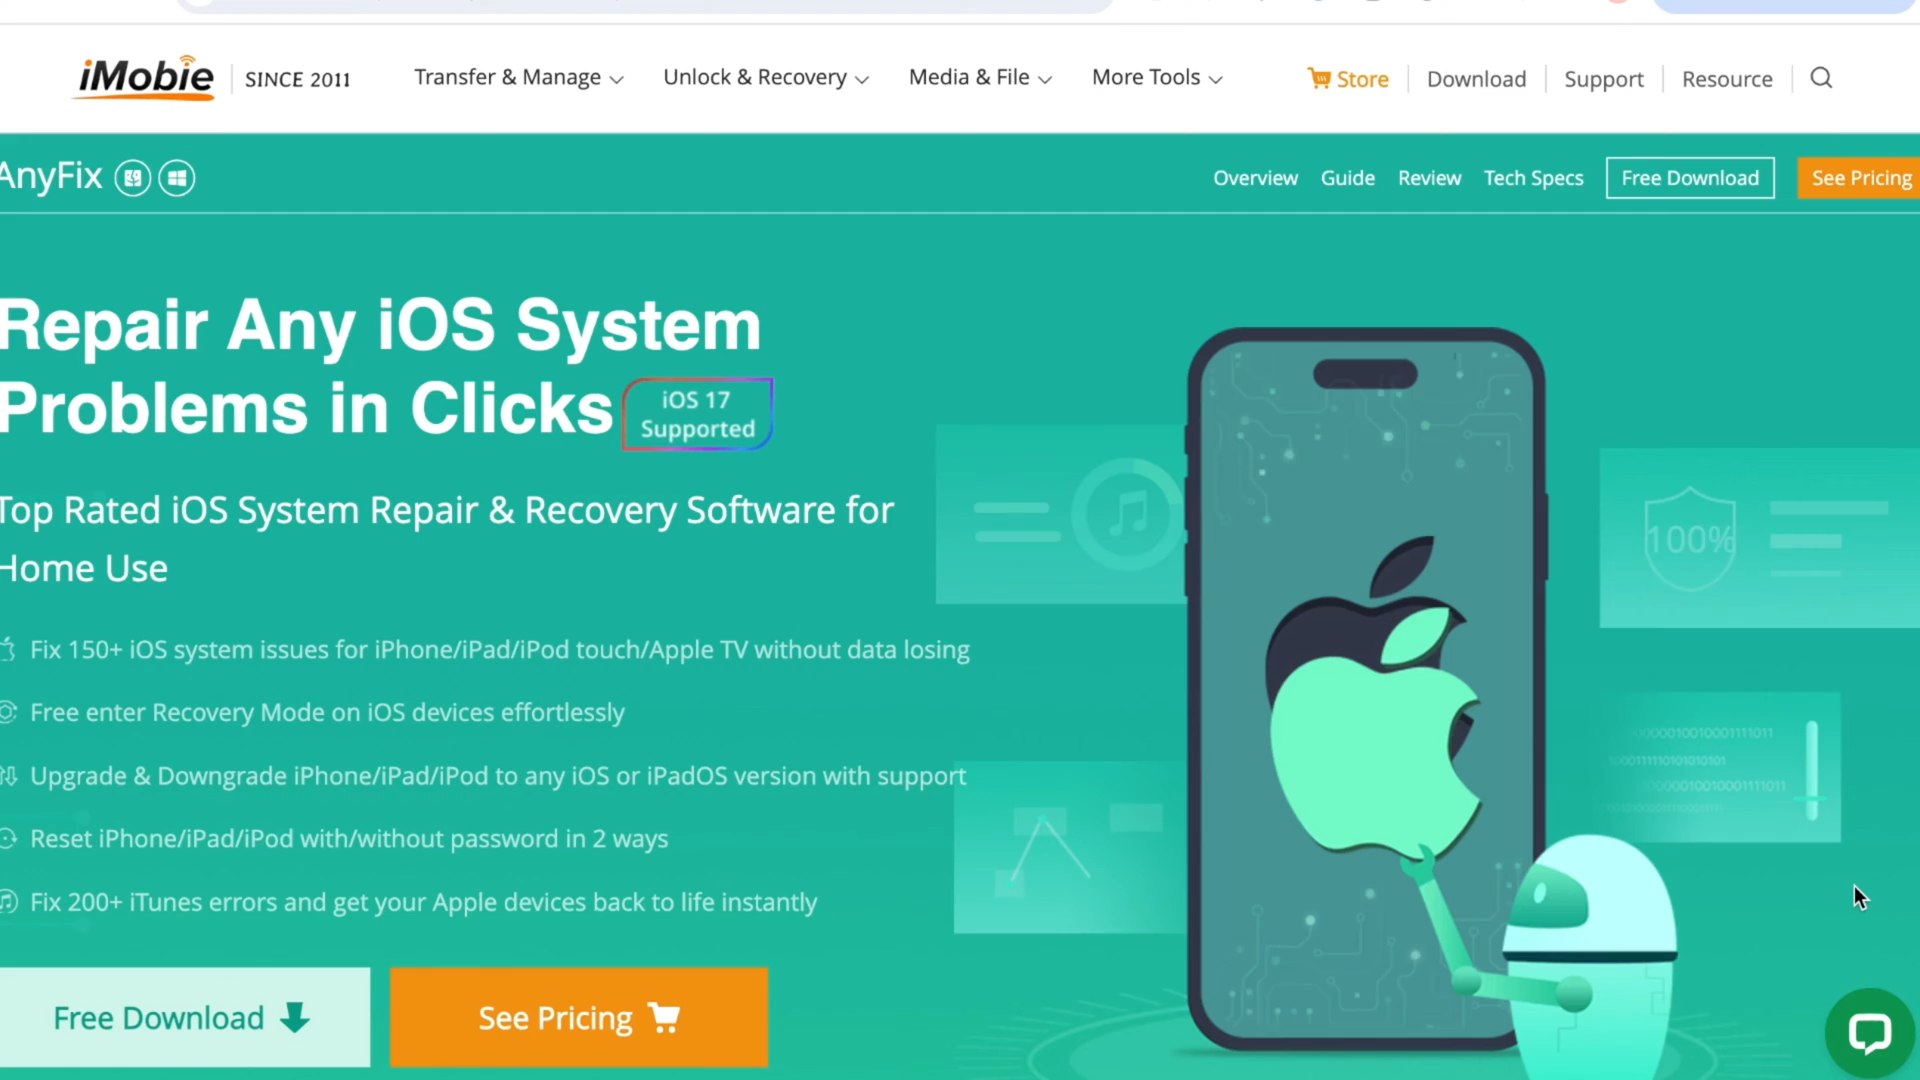 iMobie SINCE 2011 Transfer & Manage Unlock & Recovery Media & File More Tools Store Download Support Resource
AnyFix Overview Guide Review Tech Specs Free Download See Pricing
Repair Any iOS System
Problems in Clicks
iOS 17
Supported
Top Rated iOS System Repair & Recovery Software for
Home Use
100%
Fix 150+ iOS system issues for iPhone/iPad/iPod touch/Apple TV without data losing
Free enter Recovery Mode on iOS devices effortlessly
Upgrade & Downgrade iPhone/iPad/iPod to any iOS or iPadOS version with support
Reset iPhone/iPad/iPod with/without password in 2 ways
Fix 200+ iTunes errors and get your Apple devices back to life instantly
Free Download See Pricing